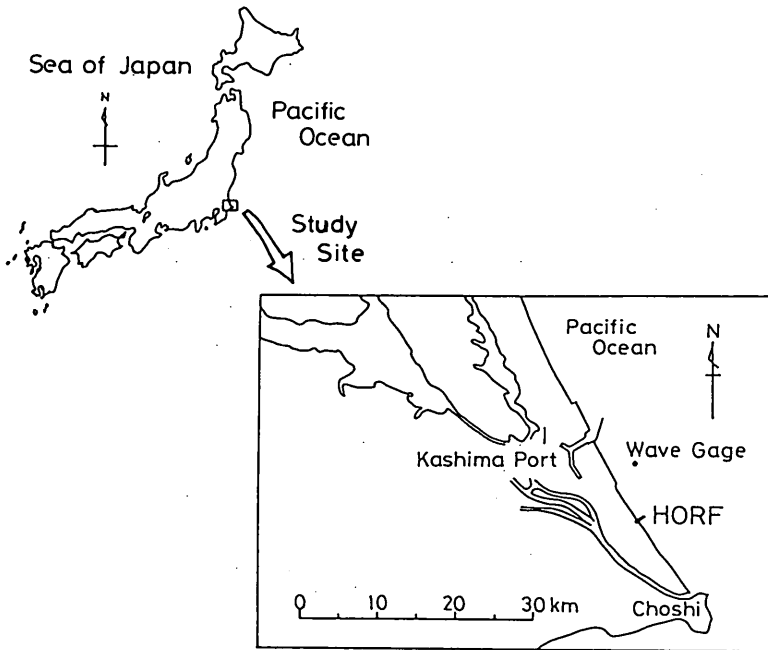 Sea of Japan
N
Pacific
Ocean
Study
Site
Pacific
Ocean
N
Kashima Port
Wave Gage
HORF
0 10 20 30 km
Choshi